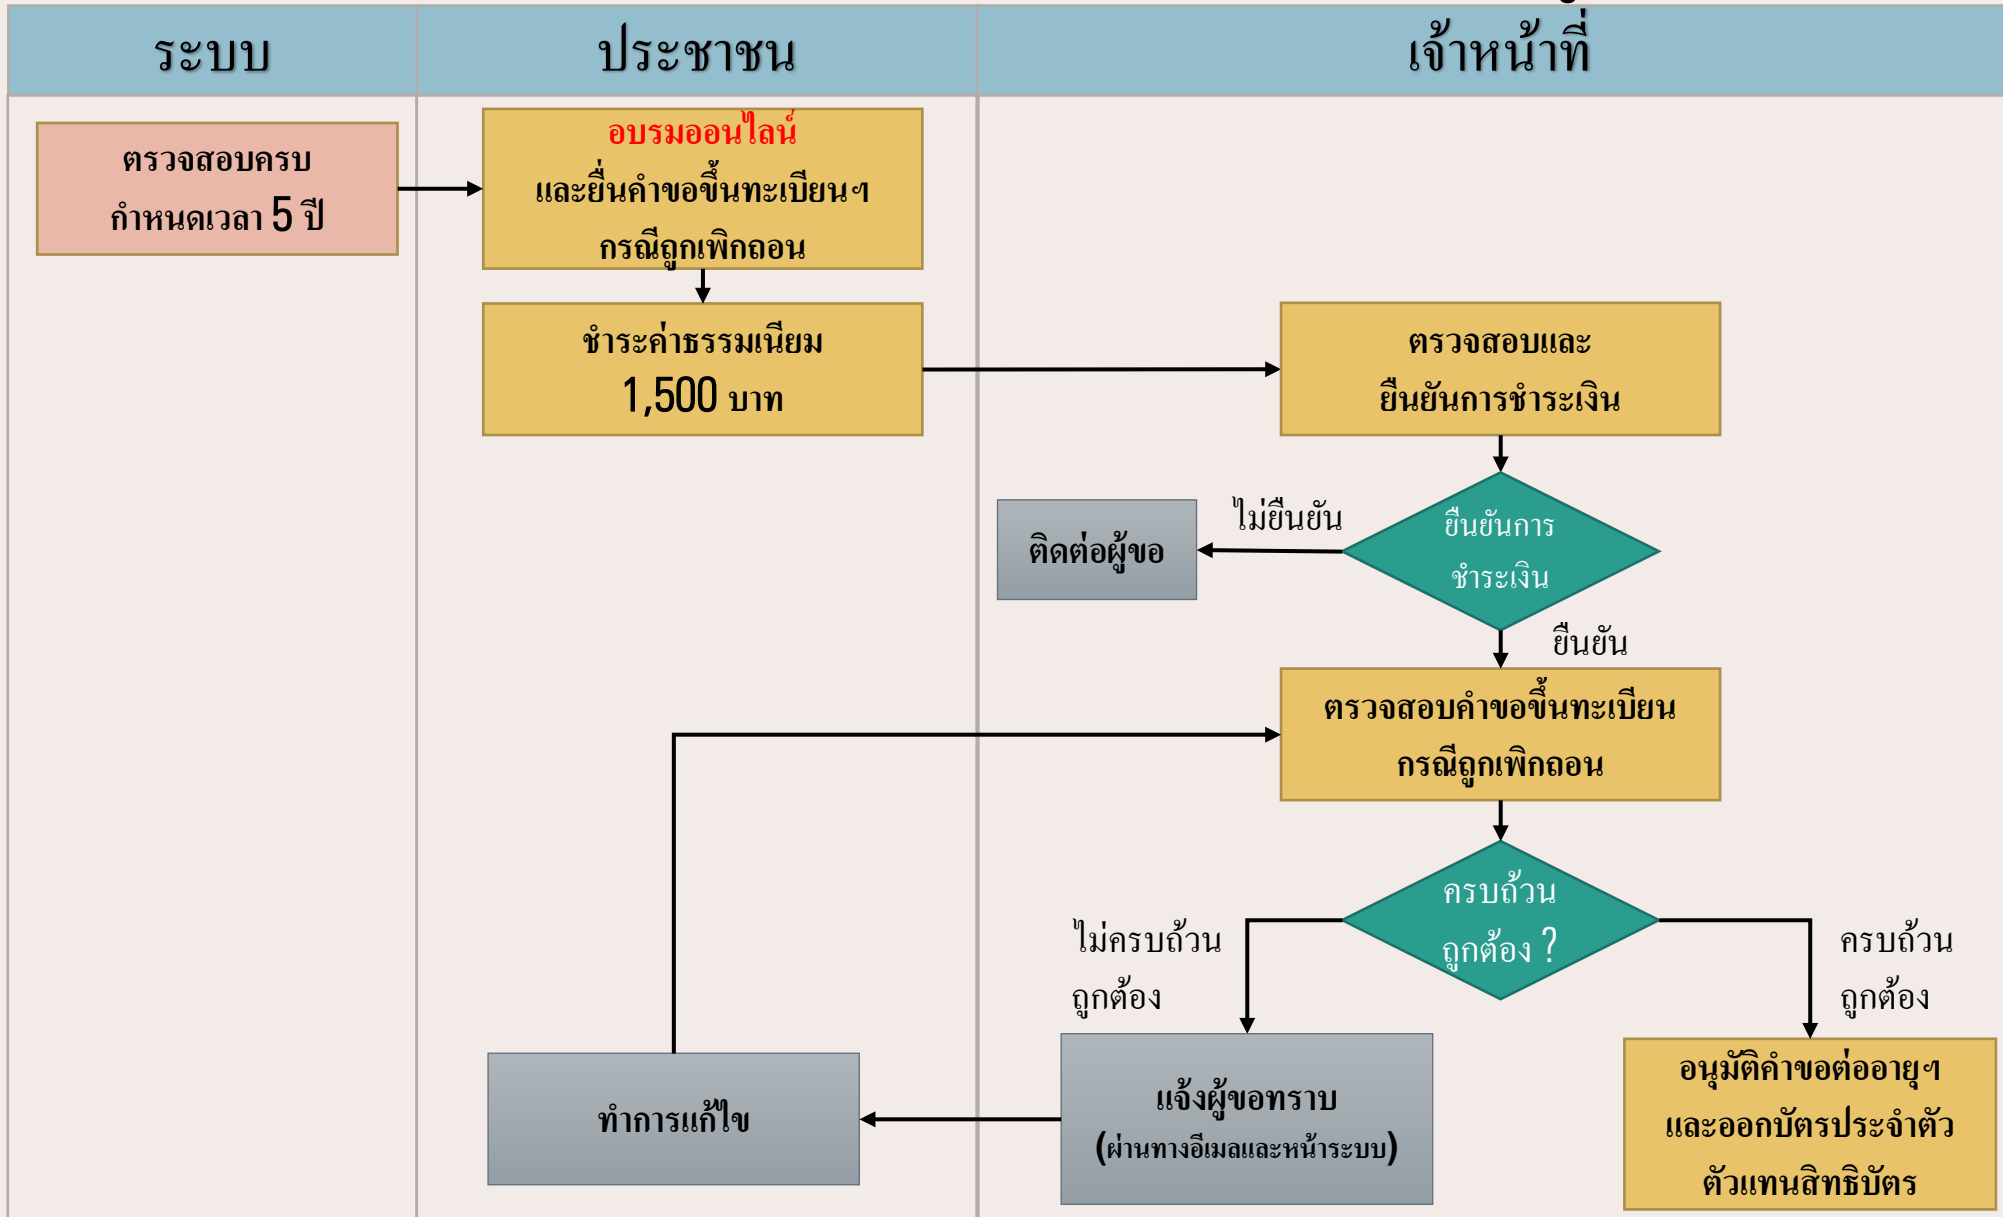 ระบบ
ประชาชน
เจ้าหน้าที่
ตรวจสอบครบ
กำหนดเวลา 5 ปี
อบรมออนไลน์
และยื่นคำขอขึ้นทะเบียนฯ
กรณีถูกเพิกถอน
ชำระค่าธรรมเนียม
1,500 บาท
ตรวจสอบและ
ยืนยันการชำระเงิน
ยืนยันการ
ชำระเงิน
ไม่ยืนยัน
ติดต่อผู้ขอ
ยืนยัน
ตรวจสอบคำขอขึ้นทะเบียน
กรณีถูกเพิกถอน
ครบถ้วน
ถูกต้อง ?
ไม่ครบถ้วน
ถูกต้อง
ครบถ้วน
ถูกต้อง
ทำการแก้ไข
แจ้งผู้ขอทราบ
(ผ่านทางอีเมลและหน้าระบบ)
อนุมัติคำขอต่ออายุฯ
และออกบัตรประจำตัว
ตัวแทนสิทธิบัตร